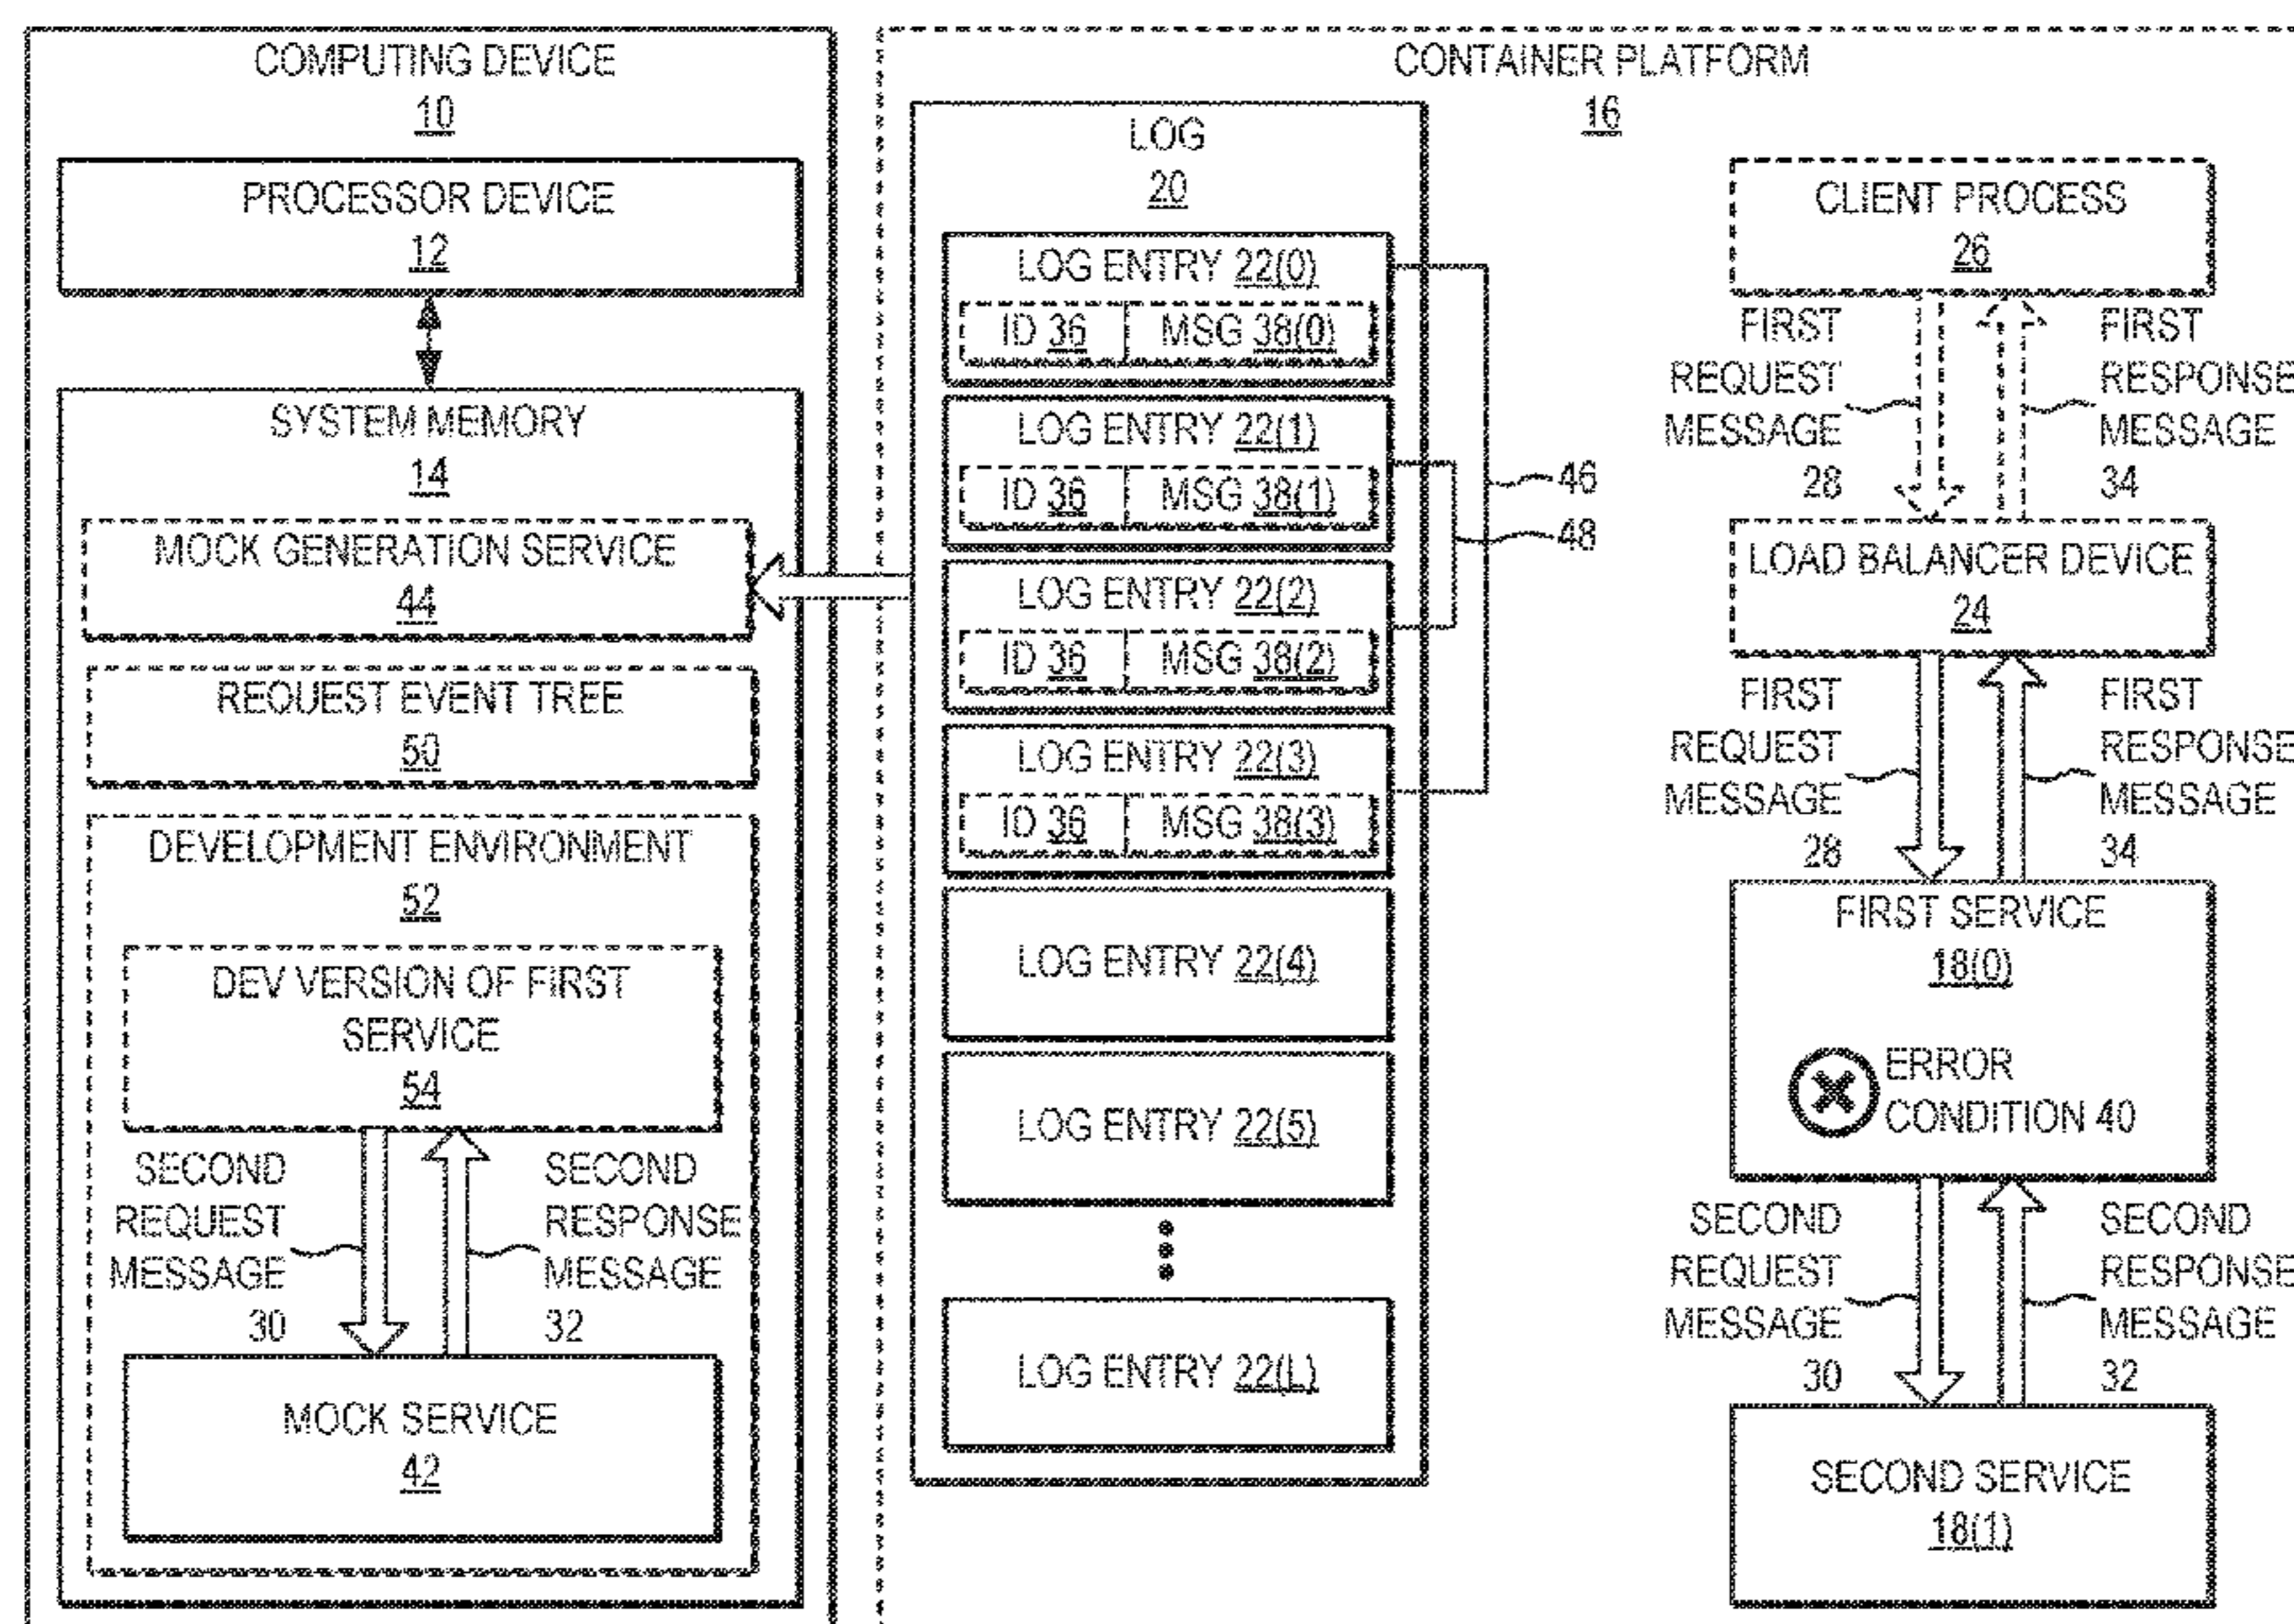 COMPUTING DEVICE
10
PROCESSOR DEVICE
12
SYSTEM MEMORY
14
MOCK GENERATION SERVICE
44
REQUEST EVENT TREE
50
DEVELOPMENT ENVIRONMENT
52
DEV VERSION OF FIRST
SERVICE
54
SECOND
REQUEST
MESSAGE
30
SECOND
RESPONSE
MESSAGE
32
MOCK SERVICE
42
CONTAINER PLATFORM
16
LOG
20
LOG ENTRY 22(0)
ID 36 MSG 38(0)
LOG ENTRY 22(1)
ID 36 MSG 38(1)
LOG ENTRY 22(2)
ID 36 MSG 38(2)
LOG ENTRY 22(3)
ID 36 MSG 38(3)
LOG ENTRY 22(4)
LOG ENTRY 22(5)
LOG ENTRY 22(L)
46
48
CLIENT PROCESS
26
FIRST
REQUEST
MESSAGE
28
FIRST
RESPONSE
MESSAGE
34
LOAD BALANCER DEVICE
24
FIRST
REQUEST
MESSAGE
28
FIRST
RESPONSE
MESSAGE
34
FIRST SERVICE
18(0)
ERROR
CONDITION 40
SECOND
REQUEST
MESSAGE
30
SECOND
RESPONSE
MESSAGE
32
SECOND SERVICE
18(1)